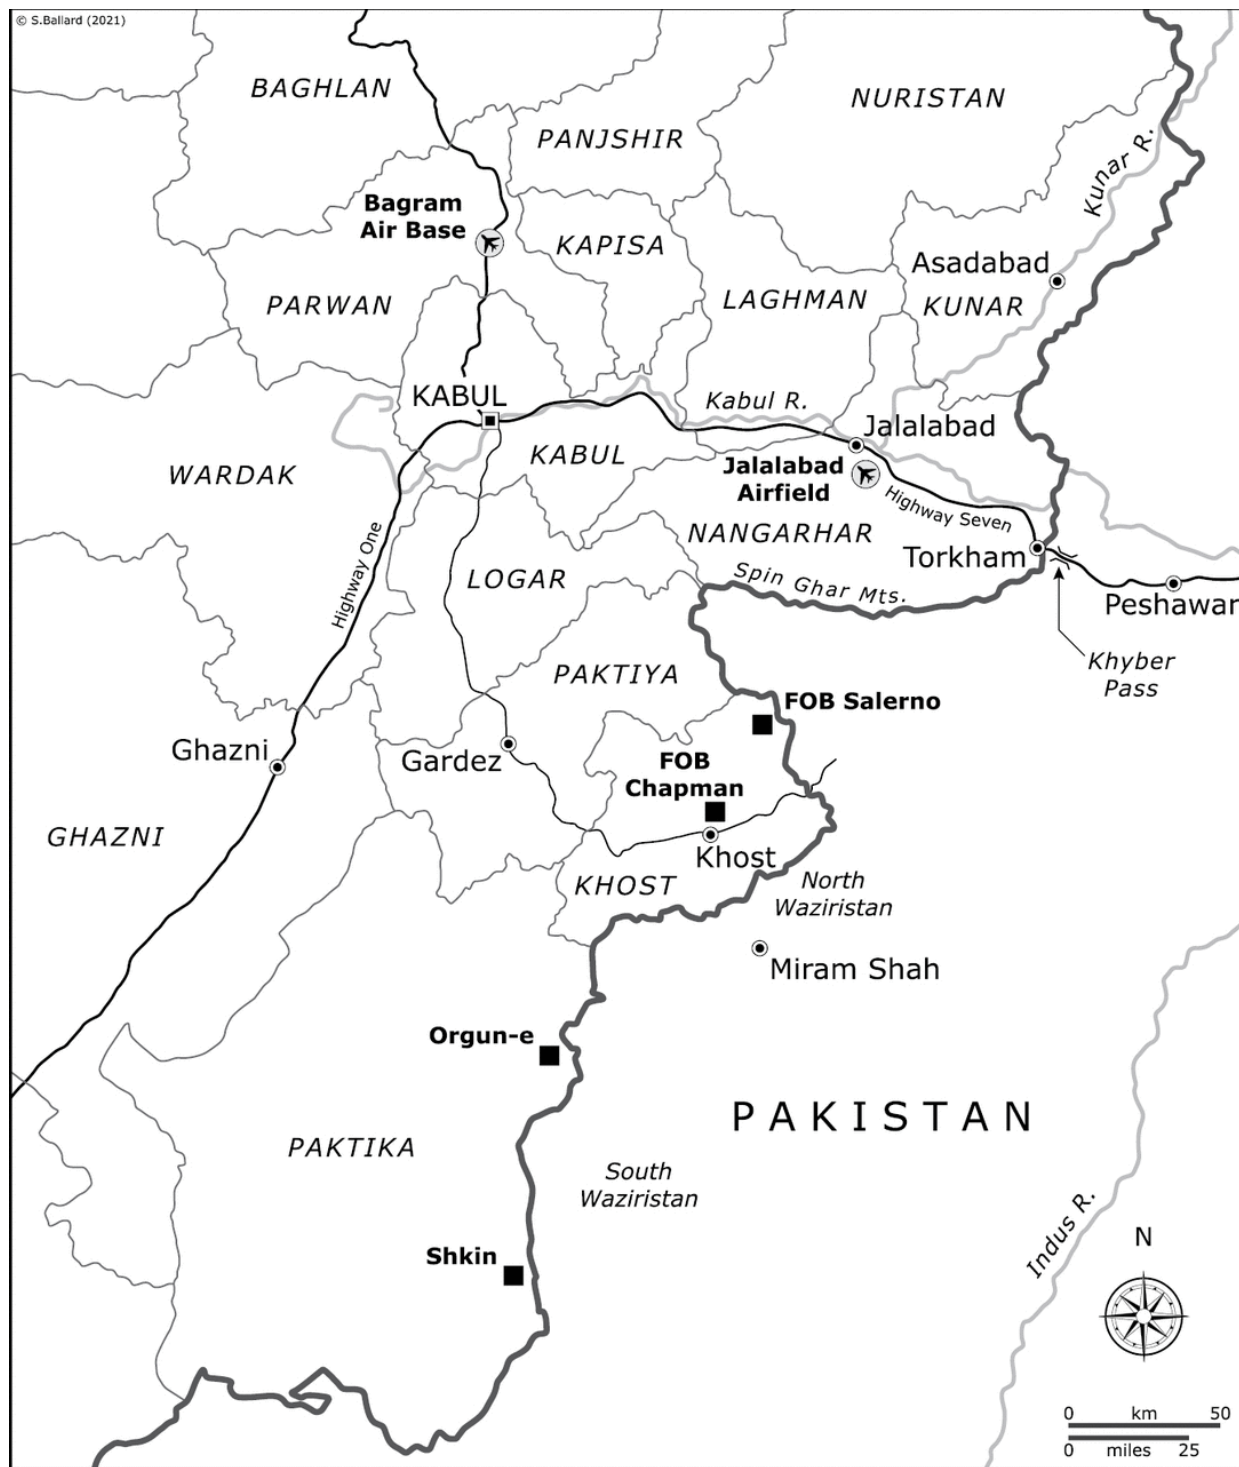 © S.Ballard (2021)
BAGHLAN
NURISTAN
PANJSHIR
Kunar R.
Bagram
Air Base
KAPISA
Asadabad
PARWAN
LAGHMAN
KUNAR
KABUL
Kabul R.
Jalalabad
WARDAK
KABUL
Jalalabad
Airfield
Highway Seven
NANGARHAR
Torkham
Highway One
LOGAR
Spin Ghar Mts.
Peshawar
Khyber
Pass
PAKTIYA
FOB Salerno
Ghazni
Gardez
FOB
Chapman
GHAZNI
Khost
KHOST
North
Waziristan
Miram Shah
Orgun-e
PAKISTAN
PAKTIKA
South
Waziristan
Indus R.
Shkin
N
0 km 50
0 miles 25